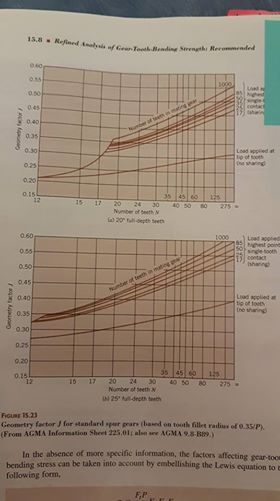 15.8 ■ Refined Analysis of Gear-Tooth-Bending Strength: Recommended
0.60
0.55
0.50
0.45
0.40
0.35
0.30
0.25
0.20
0.15
Geometry factor J
Number of teeth in mating gear
1000
85
25
17
Load
highest
single-
contact
(sharing)
Load applied at
tip of tooth
(no sharing)
35 45 60 125
12 15 17 20 24 30 40 50 80 275 ∞
Number of teeth N
(a) 20° full-depth teeth
0.60
0.55
0.50
0.45
0.40
0.35
0.30
0.25
0.20
0.15
Geometry factor J
Number of teeth in mating gear
1000
85
50
25
17
Load applied at
highest point
single-tooth
contact
(sharing)
Load applied at
tip of tooth
(no sharing)
35 45 60 125
12 15 17 20 24 30 40 50 80 275 ∞
Number of teeth N
(b) 25° full-depth teeth
FIGURE 15.23
Geometry factor J for standard spur gears (based on tooth fillet radius of 0.35/P).
(From AGMA Information Sheet 225.01; also see AGMA 9.8-B89.)
In the absence of more specific information, the factors affecting gear-too
bending stress can be taken into account by embellishing the Lewis equation to
following form,